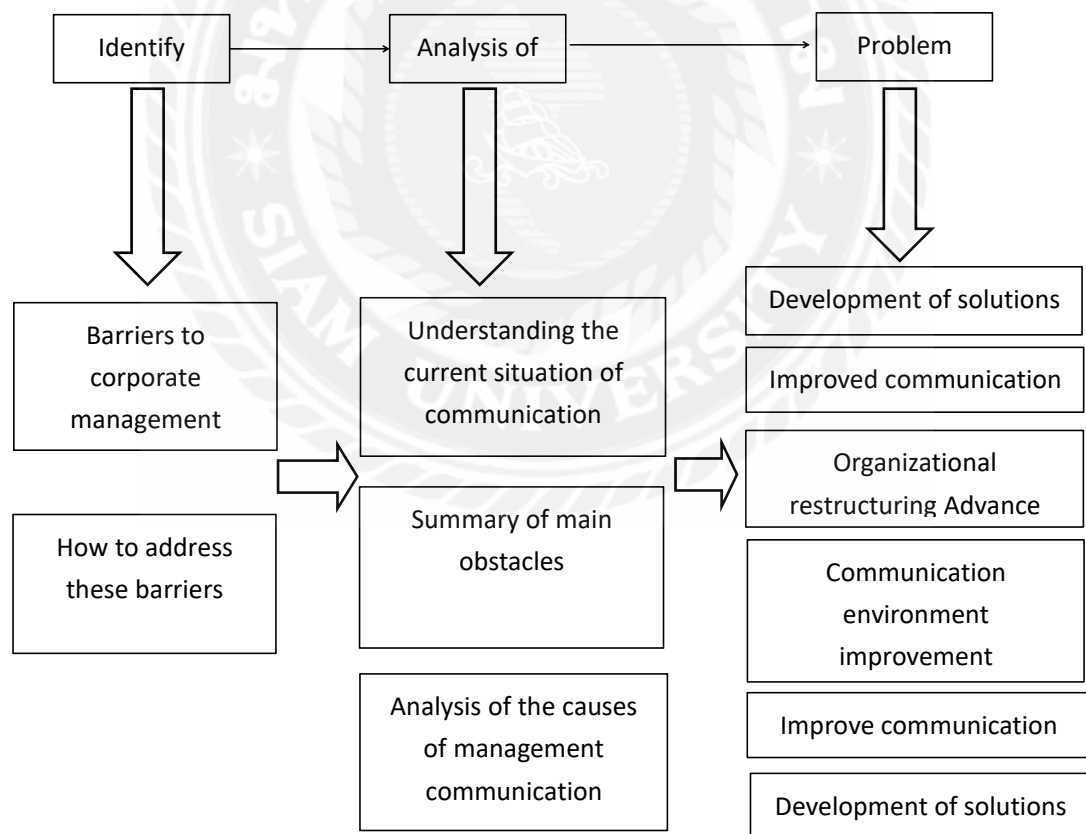 Identify
Analysis of
Problem
Barriers to
corporate
management
How to address
these barriers
Understanding the
current situation of
communication
Summary of main
obstacles
Analysis of the causes
of management
communication
Development of solutions
Improved communication
Organizational
restructuring Advance
Communication
environment
improvement
Improve communication
Development of solutions
SIAM UNIVERSITY